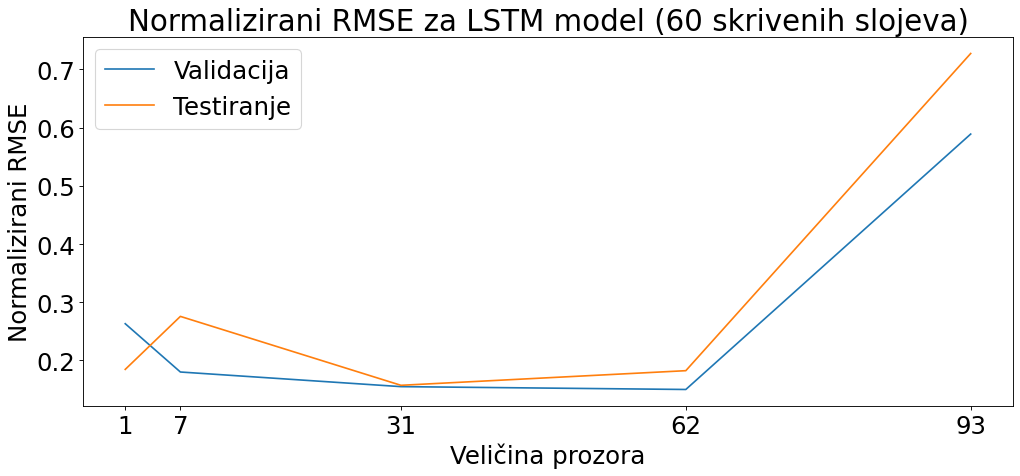 Normalizirani RMSE za LSTM model (60 skrivenih slojeva)
Validacija
Testiranje
Normalizirani RMSE
0.7
0.6
0.5
0.4
0.3
0.2
1 7 31 62 93
Veličina prozora